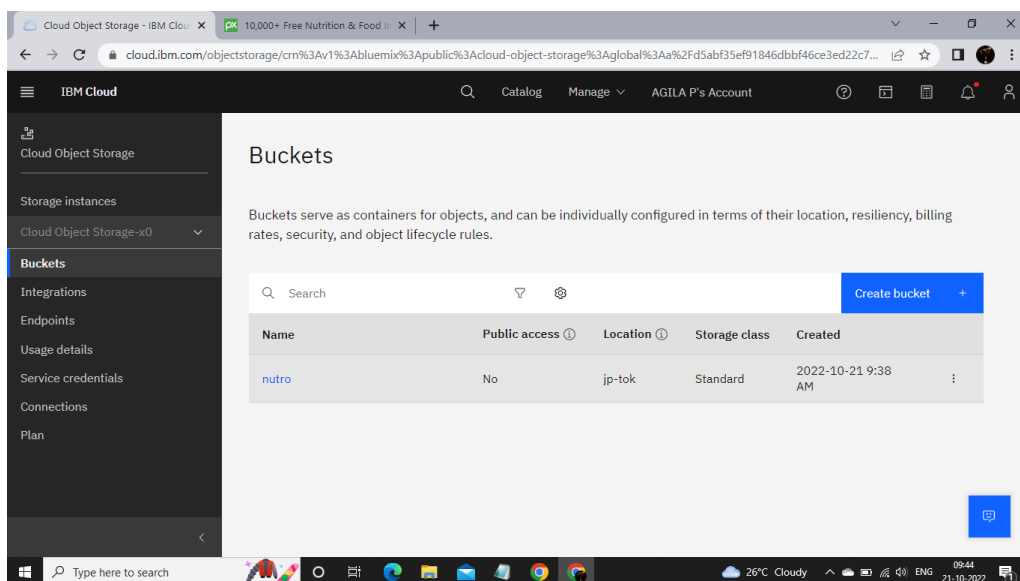 Cloud Object Storage - IBM Clou
10,000+ Free Nutrition & Food I
cloud.ibm.com/objectstorage/crn%3Av1%3Abluemix%3Apublic%3Acloud-object-storage%3Aglobal%3Aa%2Fd5abf35ef91846dbbf46ce3ed22c7...
IBM Cloud
Catalog
Manage
AGILA P's Account
Cloud Object Storage
Storage instances
Cloud Object Storage-x0
Buckets
Integrations
Endpoints
Usage details
Service credentials
Connections
Plan
Buckets
Buckets serve as containers for objects, and can be individually configured in terms of their location, resiliency, billing
rates, security, and object lifecycle rules.
Search
Create bucket +
Name Public access Location Storage class Created
nutro No jp-tok Standard 2022-10-21 9:38
AM
Type here to search
26°C Cloudy
ENG
09:44
21-10-2022